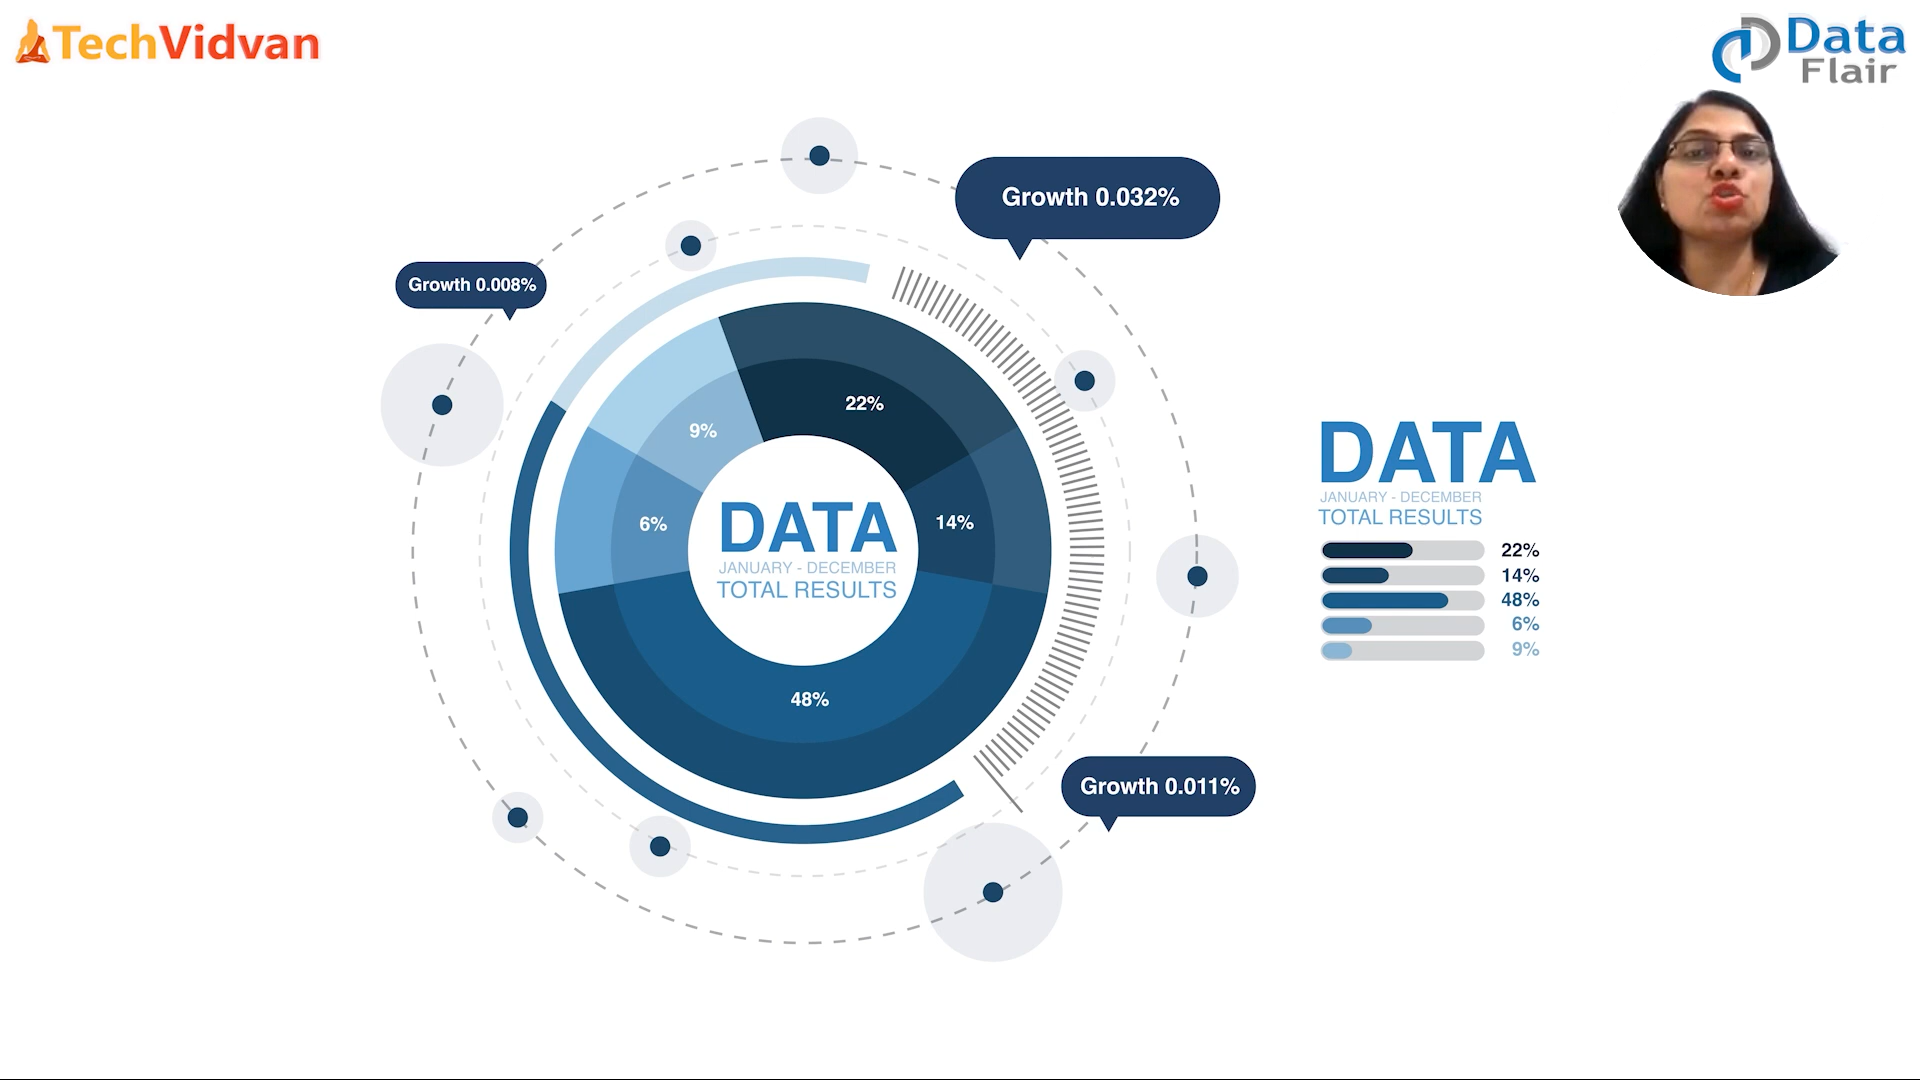 TechVidvan
Data
Flair
Growth 0.032%
Growth 0.008%
22%
9%
6%
14%
DATA
JANUARY - DECEMBER
TOTAL RESULTS
48%
Growth 0.011%
DATA
JANUARY - DECEMBER
TOTAL RESULTS
22%
14%
48%
6%
9%